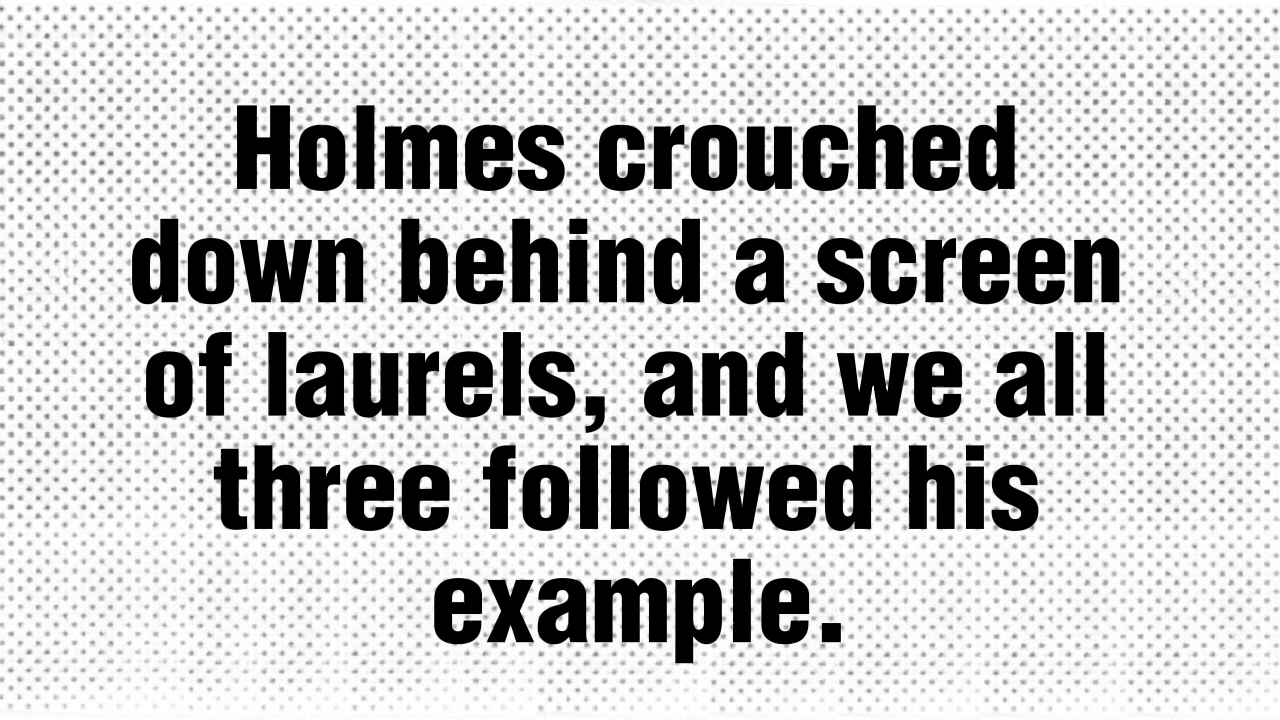 Holmes crouched
down behind a screen
of laurels, and we all
three followed his
example.